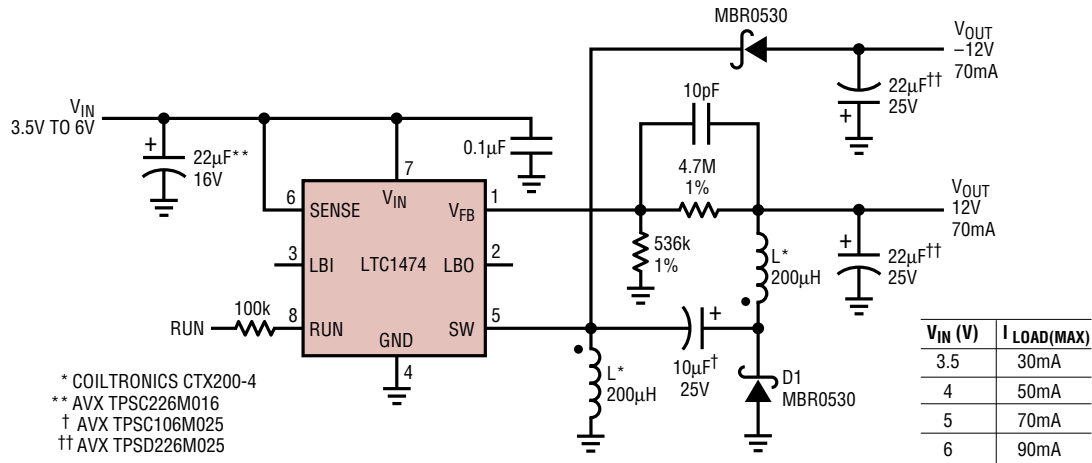 MBR0530
VOUT
–12V
70mA
22µF††
25V
+
10pF
VIN
3.5V TO 6V
+
22µF**
16V
0.1µF
4.7M
1%
7
VIN
6
SENSE
1
VFB
VOUT
12V
70mA
+
22µF††
25V
536k
1%
L*
200µH
3
LBI
LTC1474
LBO
2
RUN
100k
8
RUN
SW
5
GND
4
10µF†
25V
+
L*
200µH
D1
MBR0530
* COILTRONICS CTX200-4
** AVX TPSC226M016
† AVX TPSC106M025
†† AVX TPSD226M025
VIN (V) ILOAD(MAX)
3.5 30mA
4 50mA
5 70mA
6 90mA